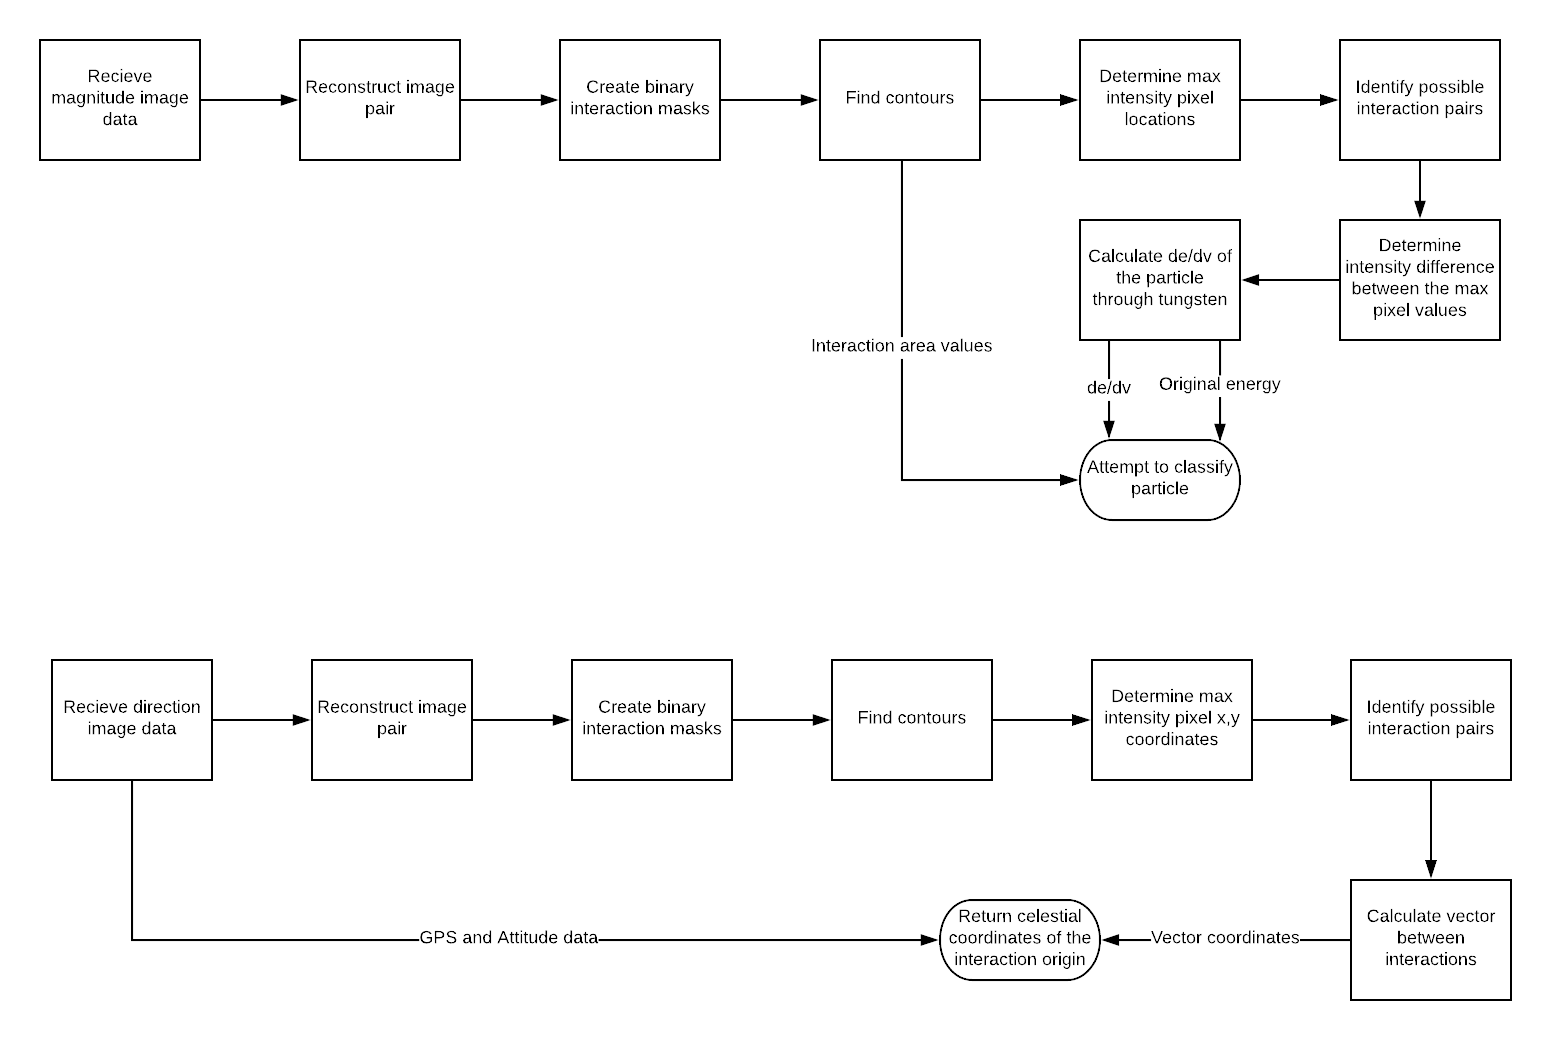 Recieve
magnitude image
data
Reconstruct image
pair
Create binary
interaction masks
Find contours
Determine max
intensity pixel
locations
Identify possible
interaction pairs
Calculate de/dv of
the particle
through tungsten
Determine
intensity difference
between the max
pixel values
Interaction area values
de/dv
Original energy
Attempt to classify
particle
Recieve direction
image data
Reconstruct image
pair
Create binary
interaction masks
Find contours
Determine max
intensity pixel x,y
coordinates
Identify possible
interaction pairs
GPS and Attitude data
Return celestial
coordinates of the
interaction origin
Vector coordinates
Calculate vector
between
interactions